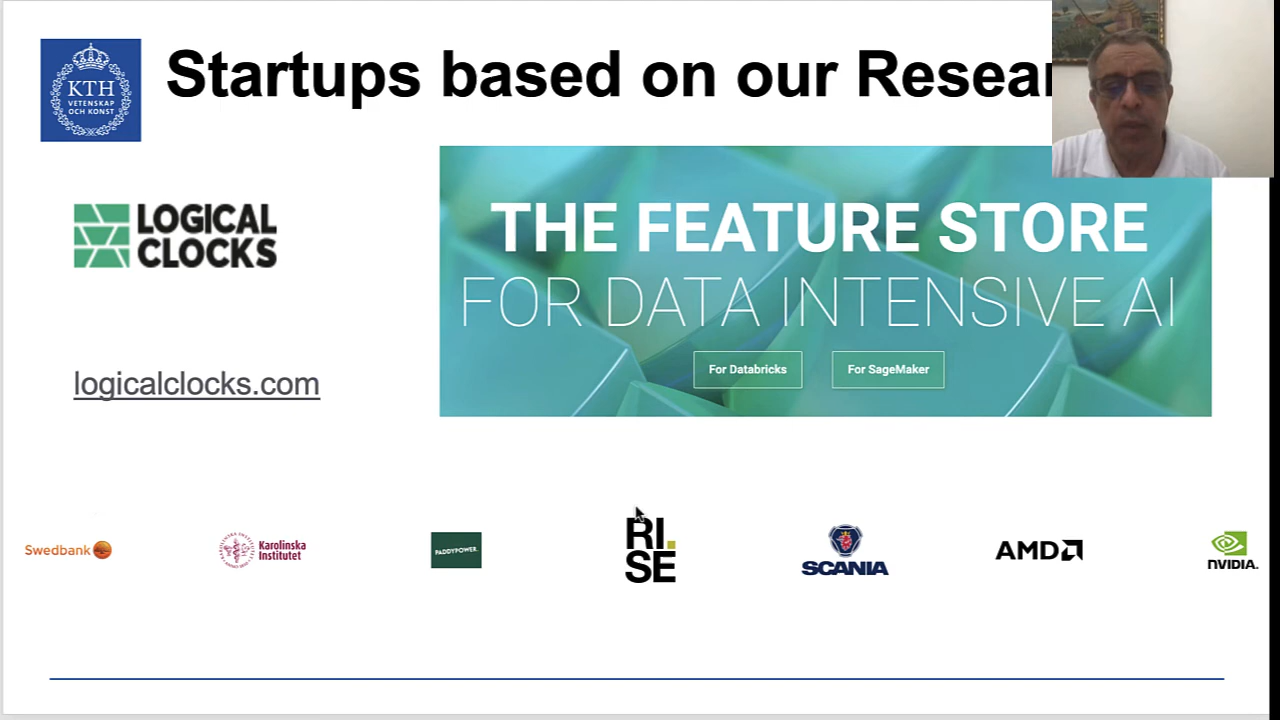 KTH
VETENSKAP
OCH KONST
Startups based on our Resear
LOGICAL
CLOCKS
THE FEATURE STORE
FOR DATA INTENSIVE AI
For Databricks
For SageMaker
logicalclocks.com
Swedbank
Karolinska
Institutet
PADDYPOWER.
RI.
SE
SCANIA
AMD
NVIDIA.